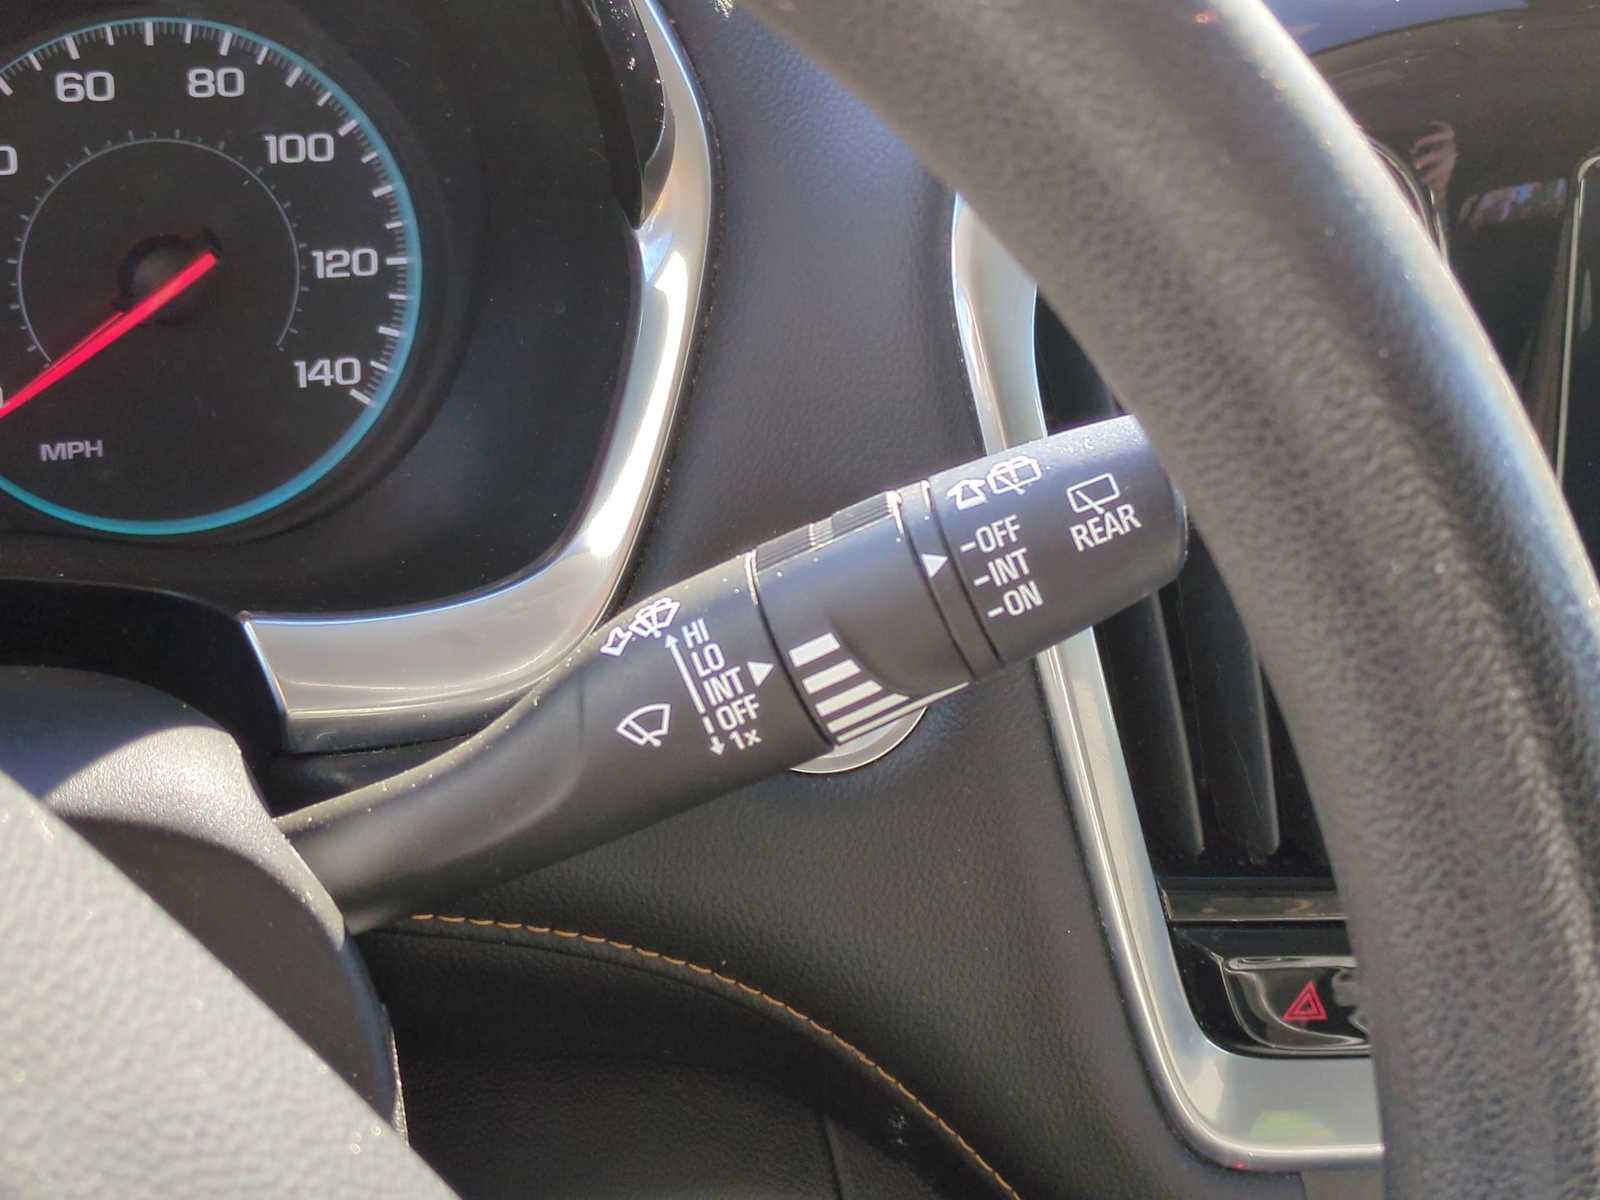 60
80
100
120
140
MPH
HI
LO
INT
OFF
1x
-OFF
-INT
-ON
REAR